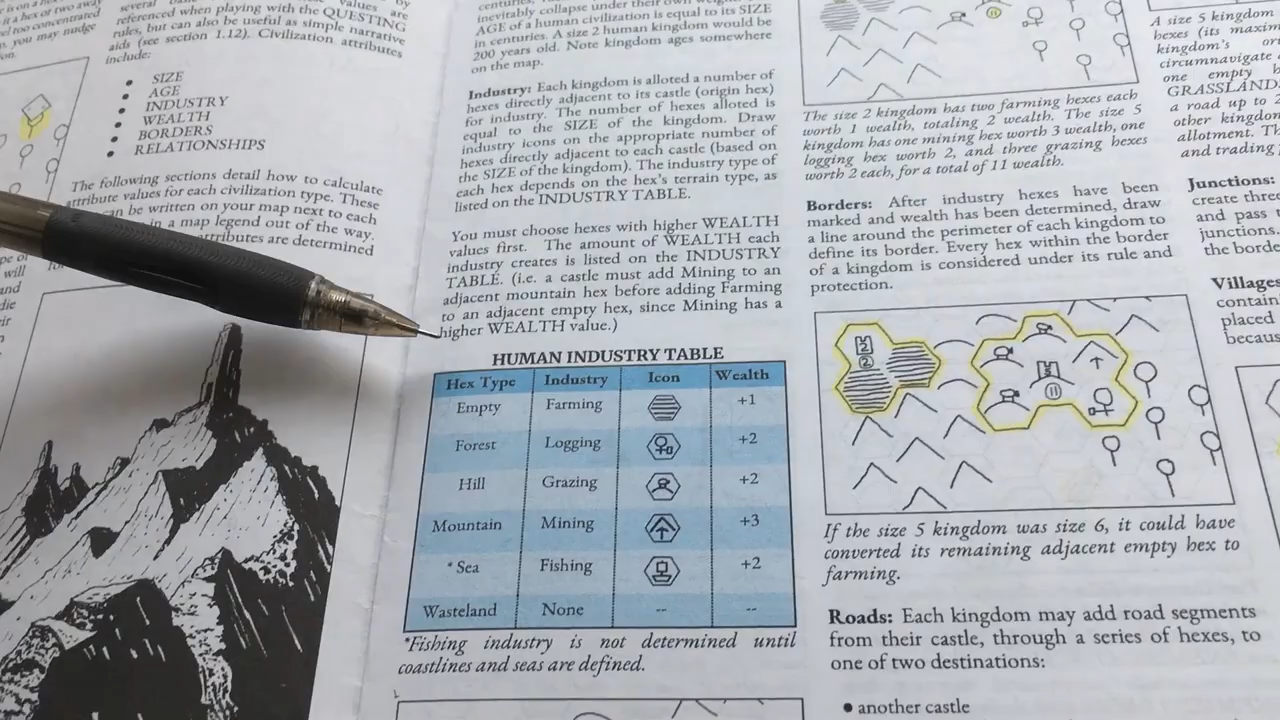 a hex or two away
you may nudge
several
values are
referenced when playing with the QUESTING
rules, but can also be useful as simple narrative
aids (see section 1.12). Civilization attributes
include:
• SIZE
• AGE
• INDUSTRY
• WEALTH
• BORDERS
• RELATIONSHIPS
The following sections detail how to calculate
attribute values for each civilization type. These
can be written on your map next to each
in a map legend out of the way.
attributes are determined
inevitably collapse under their own
AGE of a human civilization is equal to its SIZE
in centuries. A size 2 human kingdom would be
200 years old. Note kingdom ages somewhere
on the map.
Industry: Each kingdom is alloted a number of
hexes directly adjacent to its castle (origin hex)
for industry. The number of hexes alloted is
equal to the SIZE of the kingdom. Draw
industry icons on the appropriate number of
hexes directly adjacent to each castle (based on
the SIZE of the kingdom). The industry type of
each hex depends on the hex's terrain type, as
listed on the INDUSTRY TABLE.
You must choose hexes with higher WEALTH
values first. The amount of WEALTH each
industry creates is listed on the INDUSTRY
TABLE. (i.e. a castle must add Mining to an
adjacent mountain hex before adding Farming
to an adjacent empty hex, since Mining has a
higher WEALTH value.)
HUMAN INDUSTRY TABLE
Hex Type Industry Icon Wealth
Empty Farming +1
Forest Logging +2
Hill Grazing +2
Mountain Mining +3
* Sea Fishing +2
Wasteland None -- --
*Fishing industry is not determined until
coastlines and seas are defined.
11
The size 2 kingdom has two farming hexes each
worth 1 wealth, totaling 2 wealth. The size 5
kingdom has one mining hex worth 3 wealth, one
logging hex worth 2, and three grazing hexes
worth 2 each, for a total of 11 wealth.
Borders: After industry hexes have been
marked and wealth has been determined, draw
a line around the perimeter of each kingdom to
define its border. Every hex within the border
of a kingdom is considered under its rule and
protection.
2
2
5
11
If the size 5 kingdom was size 6, it could have
converted its remaining adjacent empty hex to
farming.
Roads: Each kingdom may add road segments
from their castle, through a series of hexes, to
one of two destinations:
• another castle
A size 5 kingdom
hexes (its maxim
kingdom's
circumnavigate
one empty
GRASSLAND
a road up to
other kingdom
allotment. Th
and trading
Junctions:
create thre
and pass
junctions.
the borde
Villages
contain
placed
becaus